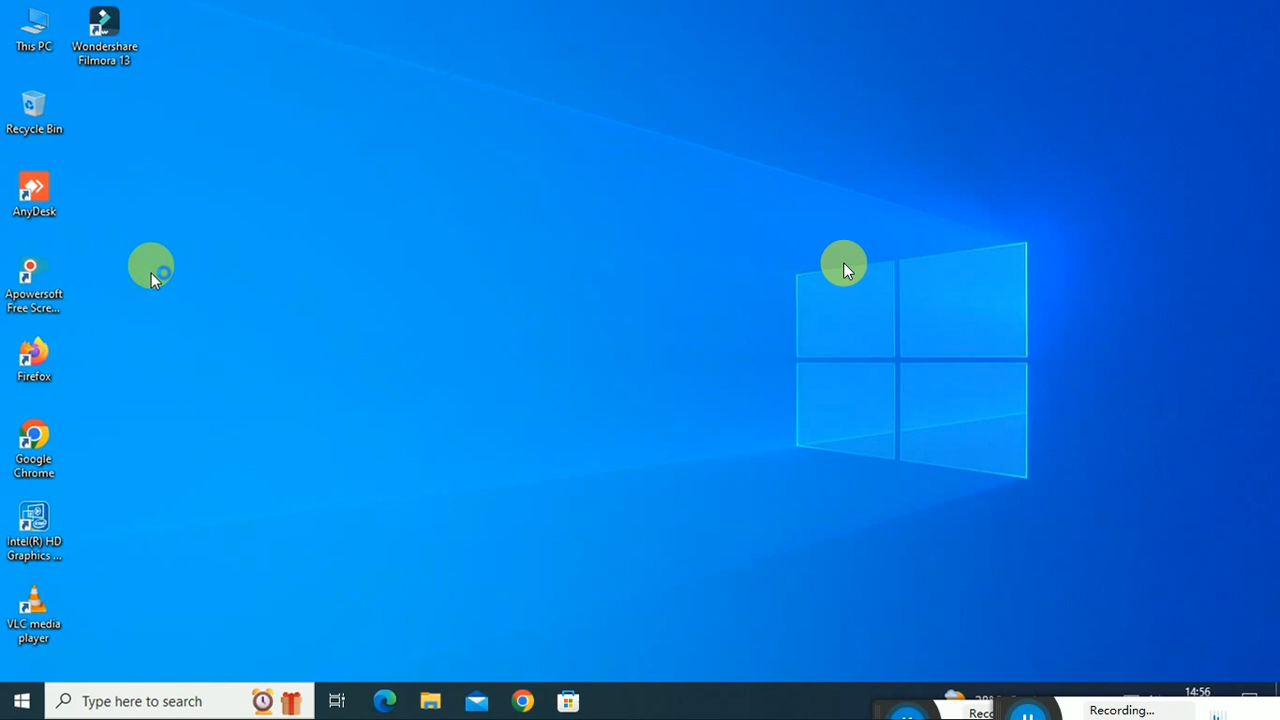 This PC
Wondershare
Filmora 13
Recycle Bin
AnyDesk
Apowersoft
Free Scre...
Firefox
Google
Chrome
Intel(R) HD
Graphics ...
VLC media
player
Type here to search
14:56
Recording...